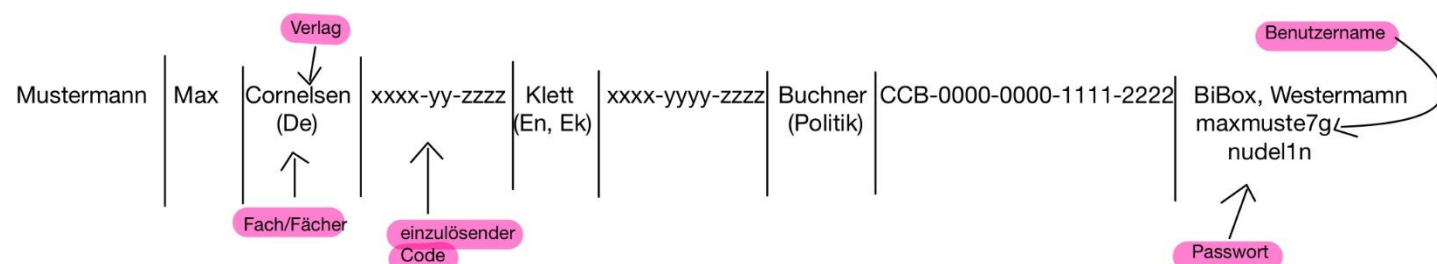 Verlag
Benutzername
Mustermann Max Cornelsen xxxx-yy-zzzz Klett xxxx-yyyy-zzzz Buchner CCB-0000-0000-1111-2222 BiBox, Westermamn
(De) (En, Ek) (Politik) maxmuste7g
nudel1n
Fach/Fächer
einzulösender
Code
Passwort